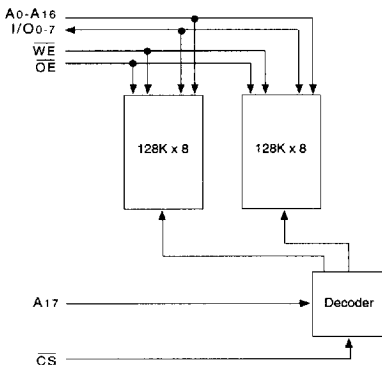 A0-A16
I/O0-7
WE
OE
128K x 8
128K x 8
A17
Decoder
CS